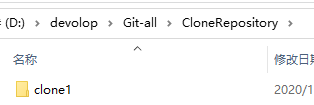 (D:) › devolop › Git-all › CloneRepository ›
名称 修改日期
clone1 2020/1